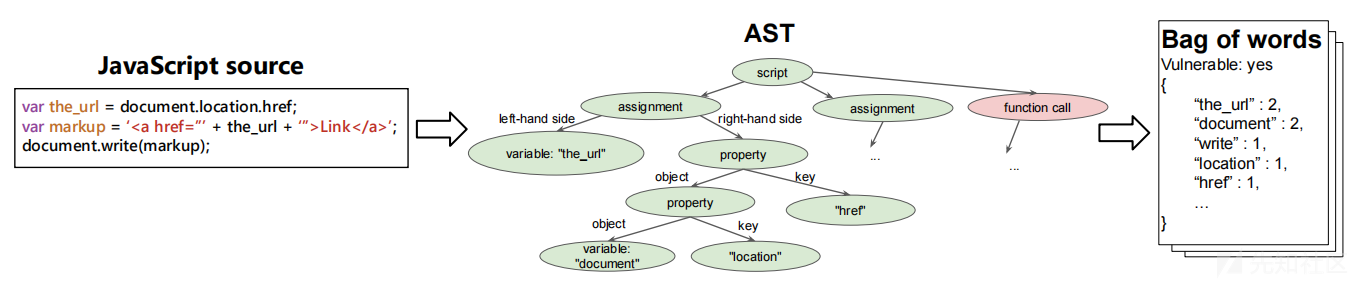 JavaScript source
var the_url = document.location.href;
var markup = ‘<a href=”‘ + the_url + ‘”>Link</a>’;
document.write(markup);
AST
script
assignment
assignment
function call
left-hand side
right-hand side
variable: "the_url"
property
...
...
object
key
property
"href"
object
key
variable:
"document"
"location"
Bag of words
Vulnerable: yes
{
“the_url” : 2,
“document” : 2,
“write” : 1,
“location” : 1,
“href” : 1,
...
}
先知社区